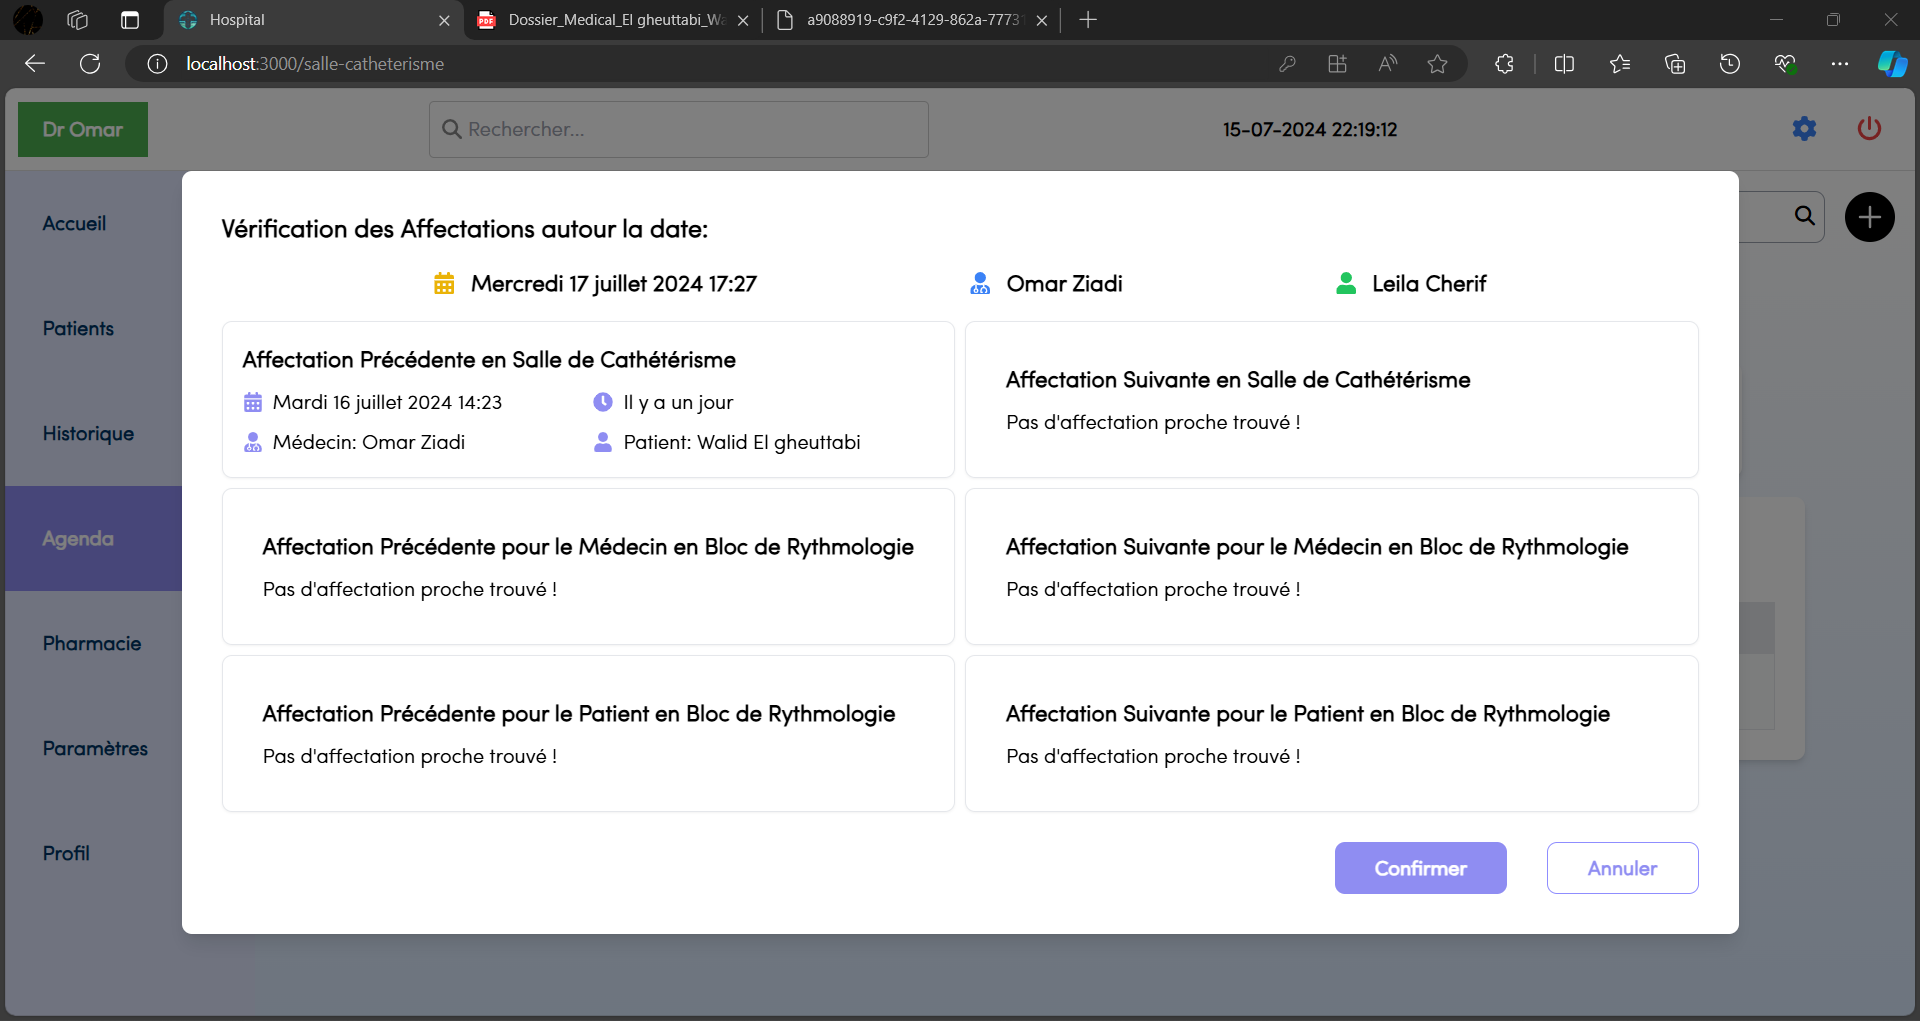 Hospital
Dossier_Medical_El gheuttabi_Wa
a9088919-c9f2-4129-862a-77731
localhost:3000/salle-catheterisme
Dr Omar
Rechercher...
15-07-2024 22:19:12
Accueil
Patients
Historique
Agenda
Pharmacie
Paramètres
Profil
Vérification des Affectations autour la date:
Mercredi 17 juillet 2024 17:27
Omar Ziadi
Leila Cherif
Affectation Précédente en Salle de Cathétérisme
Mardi 16 juillet 2024 14:23
Il y a un jour
Médecin: Omar Ziadi
Patient: Walid El gheuttabi
Affectation Suivante en Salle de Cathétérisme
Pas d'affectation proche trouvé !
Affectation Précédente pour le Médecin en Bloc de Rythmologie
Pas d'affectation proche trouvé !
Affectation Suivante pour le Médecin en Bloc de Rythmologie
Pas d'affectation proche trouvé !
Affectation Précédente pour le Patient en Bloc de Rythmologie
Pas d'affectation proche trouvé !
Affectation Suivante pour le Patient en Bloc de Rythmologie
Pas d'affectation proche trouvé !
Confirmer
Annuler